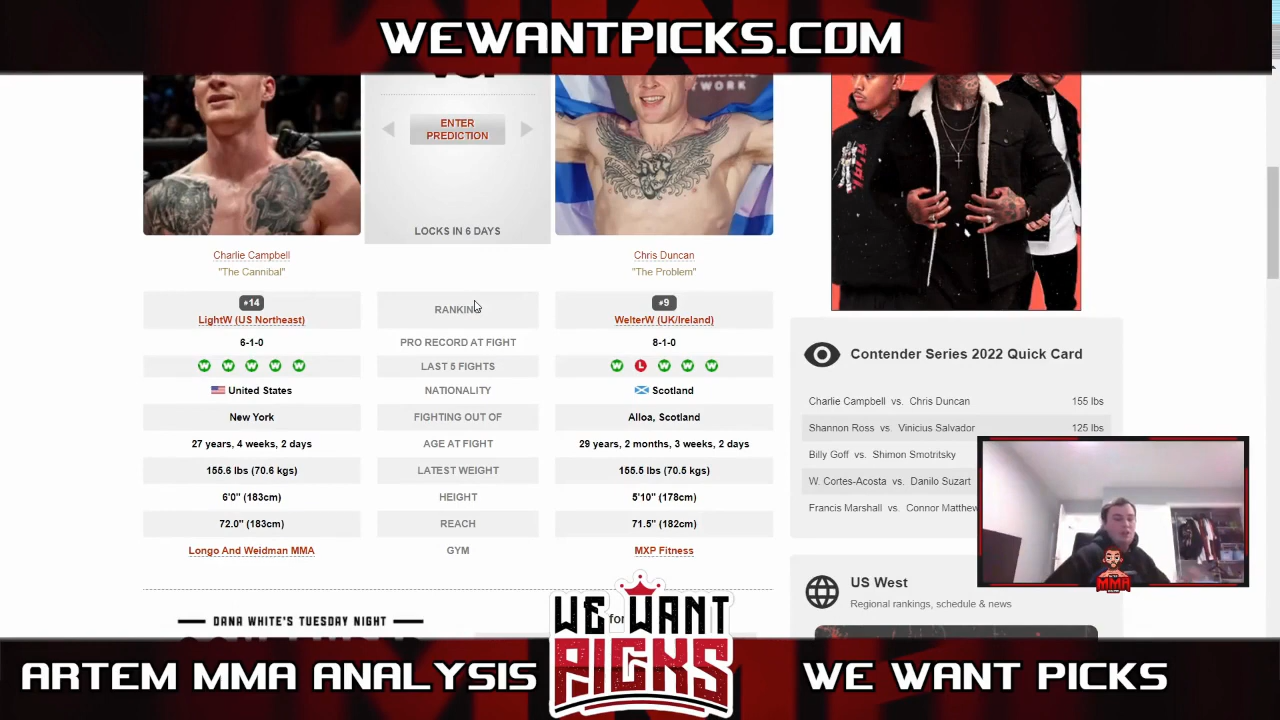 WEWANTPICKS.COM
ENTER
PREDICTION
LOCKS IN 6 DAYS
Charlie Campbell
"The Cannibal"
Chris Duncan
"The Problem"
#14
LightW (US Northeast)
RANKING
#9
WelterW (UK/Ireland)
6-1-0
PRO RECORD AT FIGHT
8-1-0
W W W W W
LAST 5 FIGHTS
W L W W W
United States
NATIONALITY
Scotland
New York
FIGHTING OUT OF
Alloa, Scotland
27 years, 4 weeks, 2 days
AGE AT FIGHT
29 years, 2 months, 3 weeks, 2 days
155.6 lbs (70.6 kgs)
LATEST WEIGHT
155.5 lbs (70.5 kgs)
6'0" (183cm)
HEIGHT
5'10" (178cm)
72.0" (183cm)
REACH
71.5" (182cm)
Longo And Weidman MMA
GYM
MXP Fitness
Contender Series 2022 Quick Card
Charlie Campbell vs. Chris Duncan 155 lbs
Shannon Ross vs. Vinicius Salvador 125 lbs
Billy Goff vs. Shimon Smotritsky
W. Cortes-Acosta vs. Danilo Suzart
Francis Marshall vs. Connor Matthew
US West
Regional rankings, schedule & news
MMA
DANA WHITE'S TUESDAY NIGHT
for
WE WANT
PICKS
ARTEM MMA ANALYSIS
WE WANT PICKS